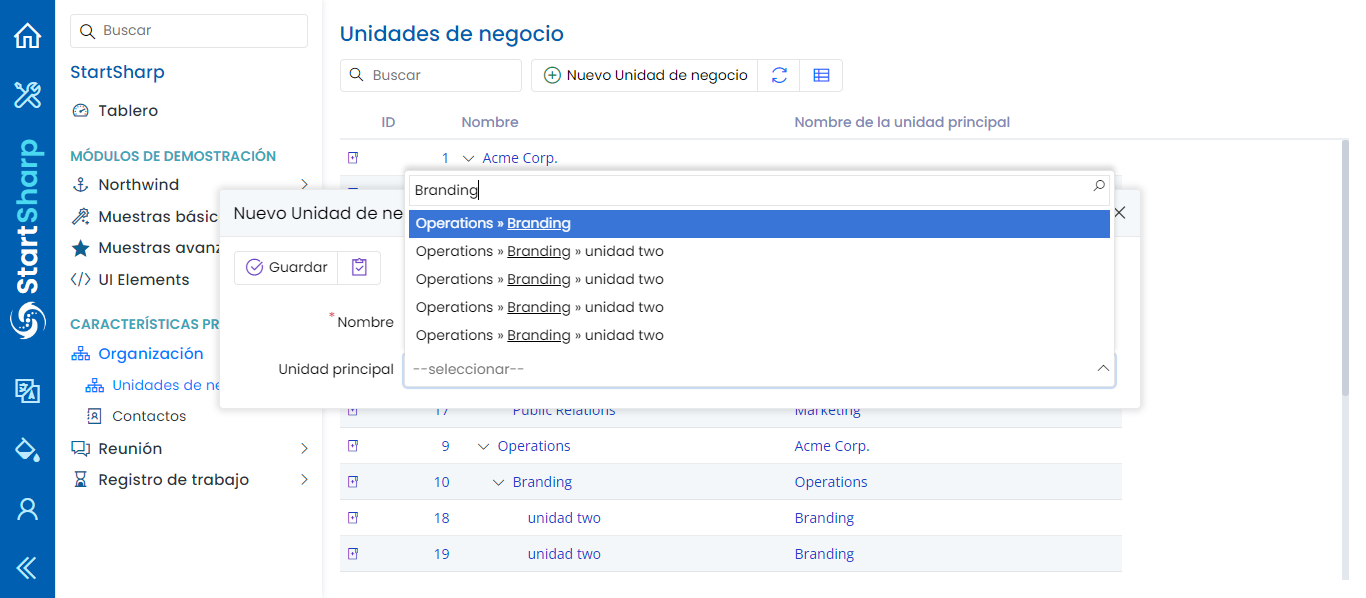 Buscar
StartSharp
Tablero
MÓDULOS DE DEMOSTRACIÓN
Northwind
Muestras básic
Muestras avanz
UI Elements
CARACTERÍSTICAS PR
Organización
Unidades de ne
Contactos
Reunión
Registro de trabajo
StartSharp
Unidades de negocio
Buscar
Nuevo Unidad de negocio
ID Nombre Nombre de la unidad principal
1 Acme Corp.
Nuevo Unidad de ne
Branding
Operations » Branding
Operations » Branding » unidad two
Operations » Branding » unidad two
Operations » Branding » unidad two
Operations » Branding » unidad two
Guardar
* Nombre
Unidad principal --seleccionar--
17 Public Relations Marketing
9 Operations Acme Corp.
10 Branding Operations
18 unidad two Branding
19 unidad two Branding